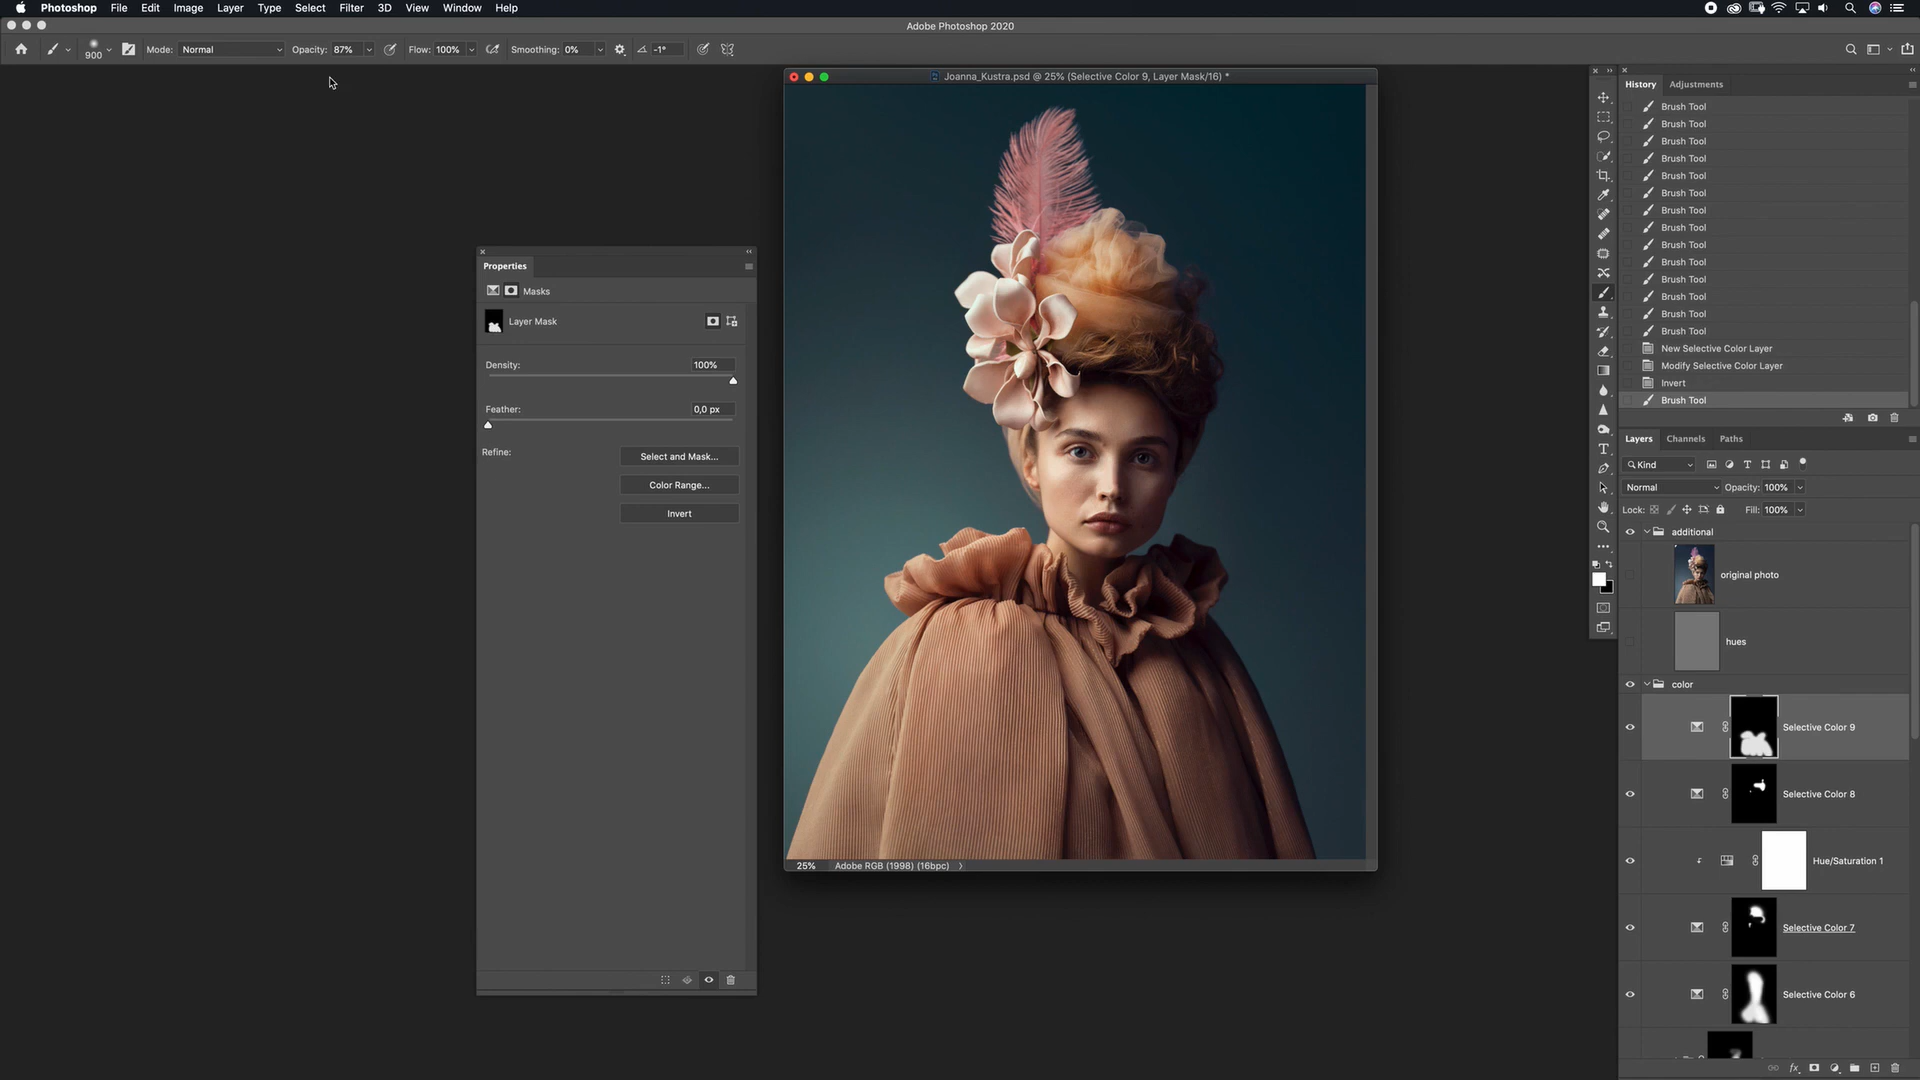 Photoshop File Edit Image Layer Type Select Filter 3D View Window Help
Adobe Photoshop 2020
900 Mode: Normal Opacity: 87% Flow: 100% Smoothing: 0% -1°
Joanna_Kustra.psd @ 25% (Selective Color 9, Layer Mask/16) *
Properties
Masks
Layer Mask
Density: 100%
Feather: 0,0 px
Refine: Select and Mask...
Color Range...
Invert
25% Adobe RGB (1998) (16bpc)
History Adjustments
Brush Tool
Brush Tool
Brush Tool
Brush Tool
Brush Tool
Brush Tool
Brush Tool
Brush Tool
Brush Tool
Brush Tool
Brush Tool
Brush Tool
Brush Tool
Brush Tool
New Selective Color Layer
Modify Selective Color Layer
Invert
Brush Tool
Layers Channels Paths
Kind
Normal Opacity: 100%
Lock: Fill: 100%
additional
original photo
hues
color
Selective Color 9
Selective Color 8
Hue/Saturation 1
Selective Color 7
Selective Color 6